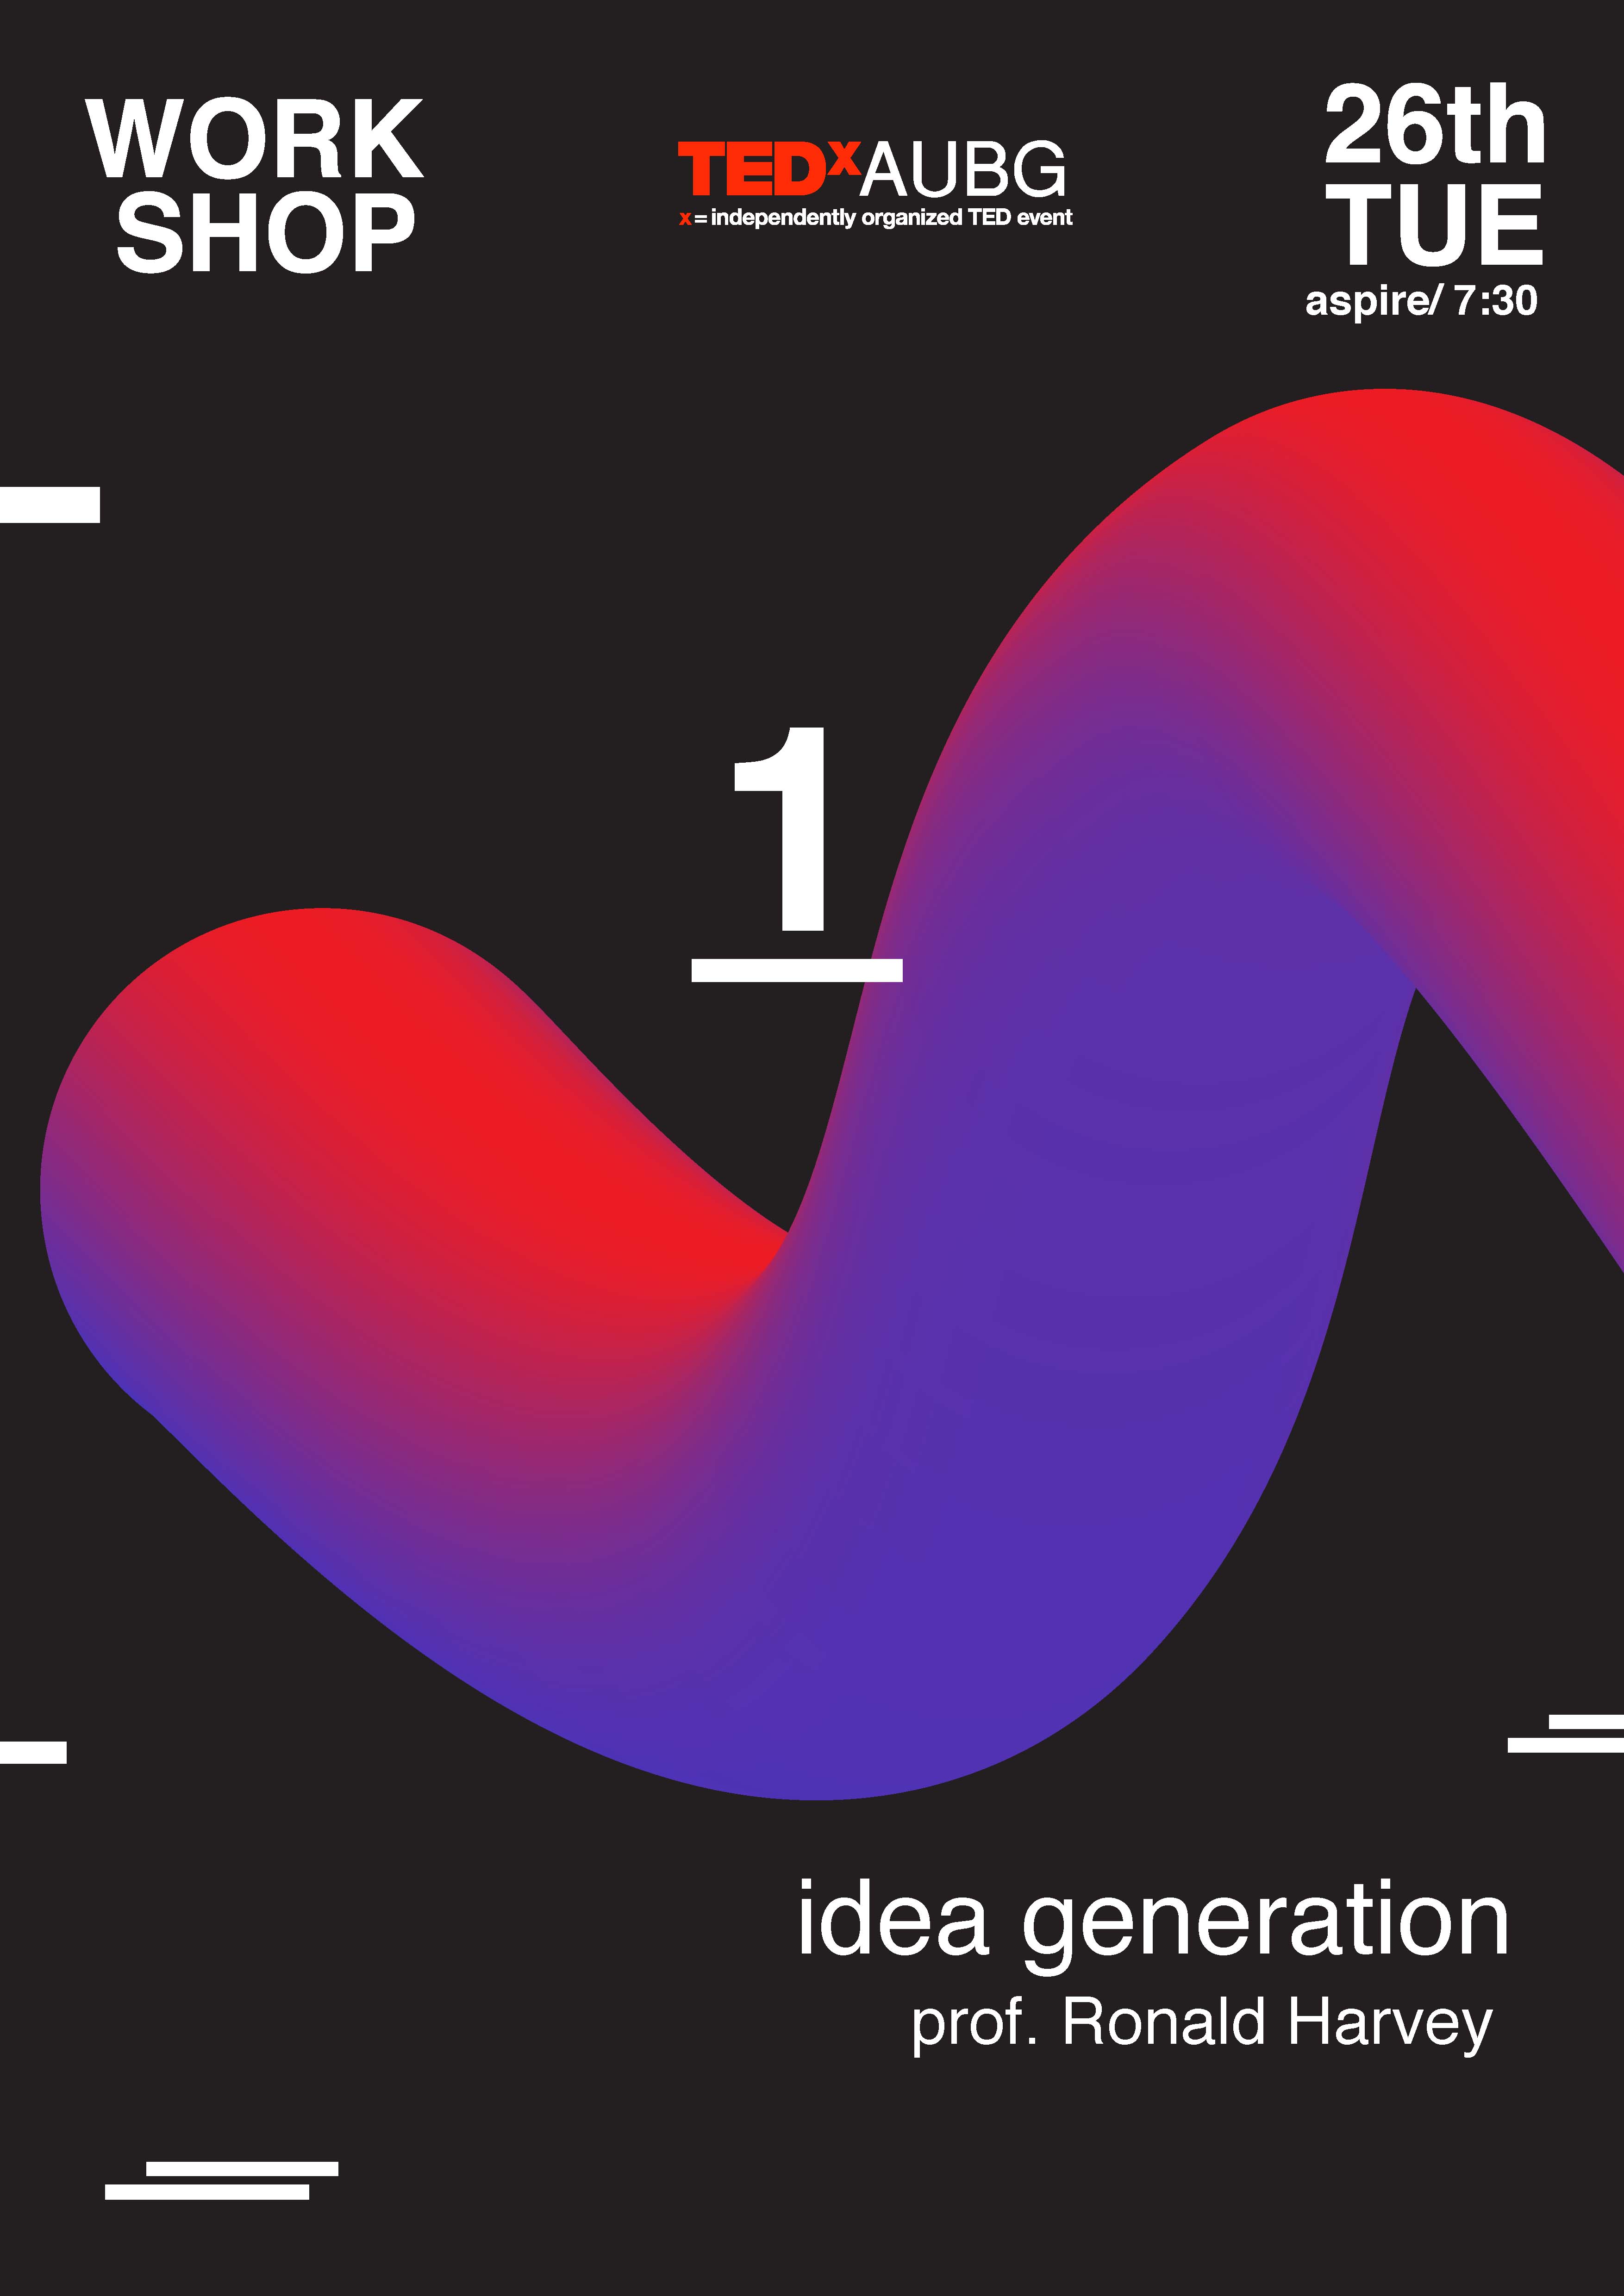 WORK
SHOP
TEDxAUBG
x = independently organized TED event
26th
TUE
aspire/ 7:30
1
idea generation
prof. Ronald Harvey